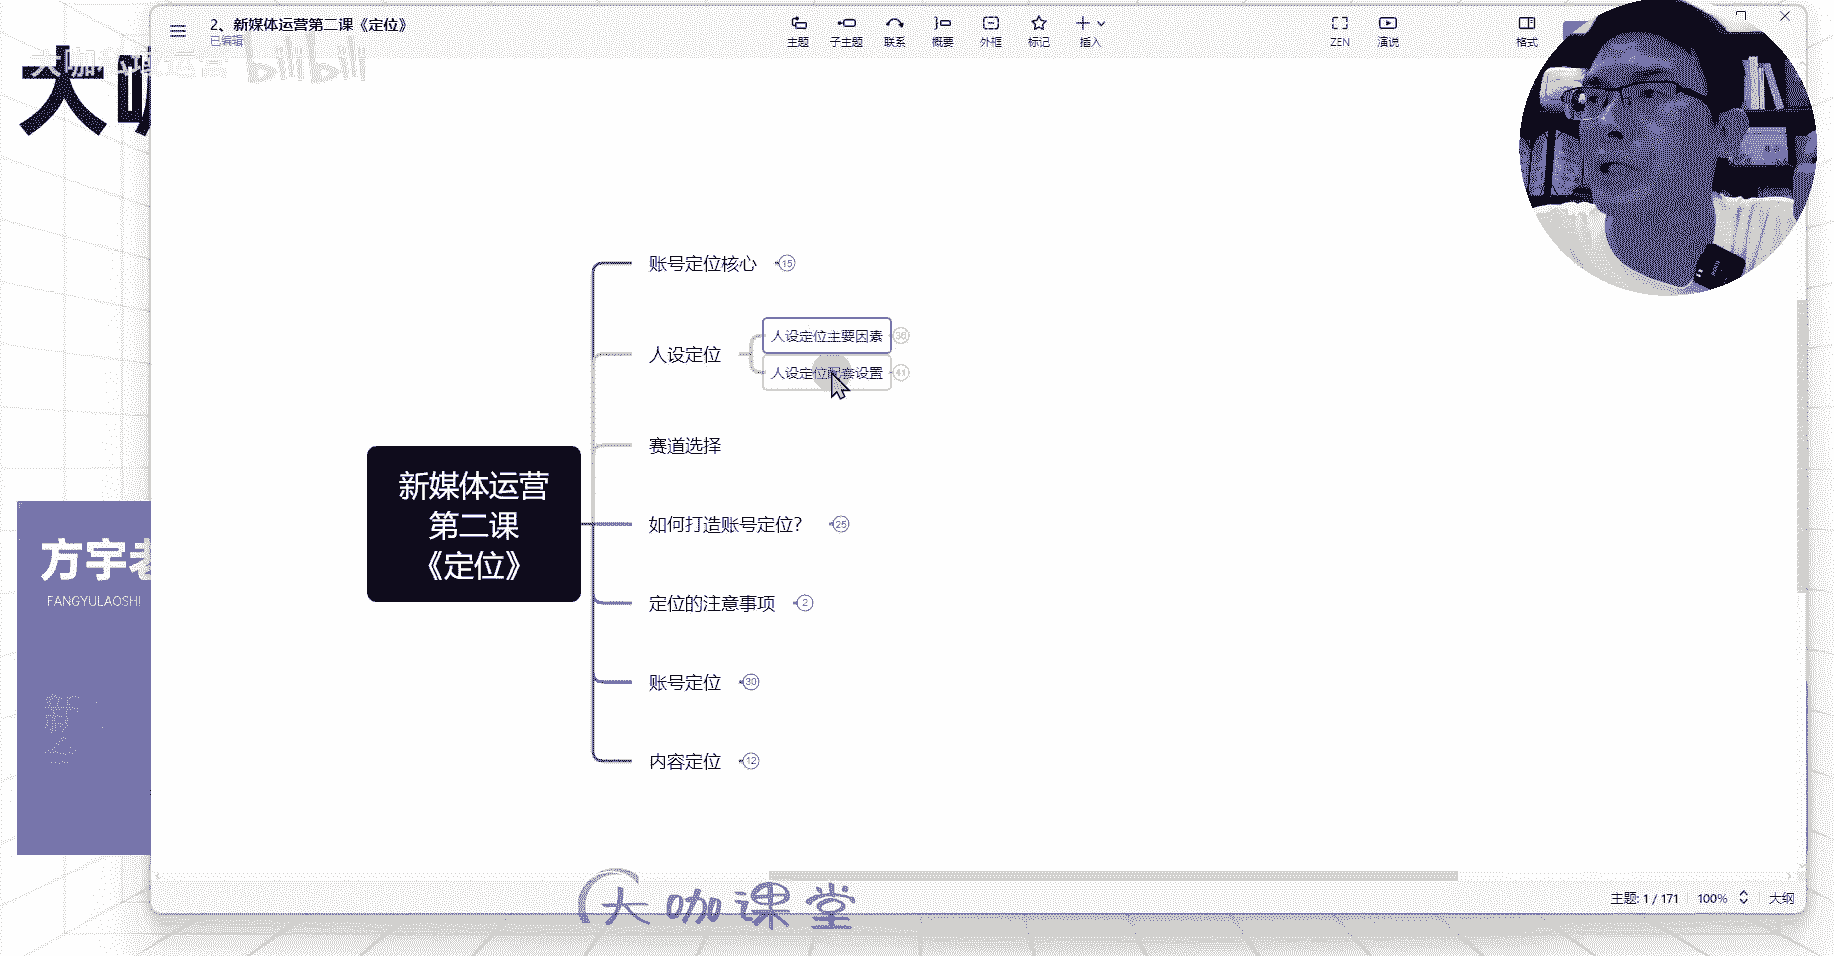 2、新媒体运营第二课《定位》
已编辑
主题
子主题
联系
概要
外框
标记
插入
ZEN
演说
格式
bilibili
大咖
账号定位核心 15
人设定位主要因素 36
人设定位
人设定位配套设置 41
赛道选择
新媒体运营
第二课
《定位》
如何打造账号定位? 25
定位的注意事项 2
账号定位 30
内容定位 12
方宇老
FANGYULAOSHI
大咖课堂
主题: 1 / 171
100%
大纲